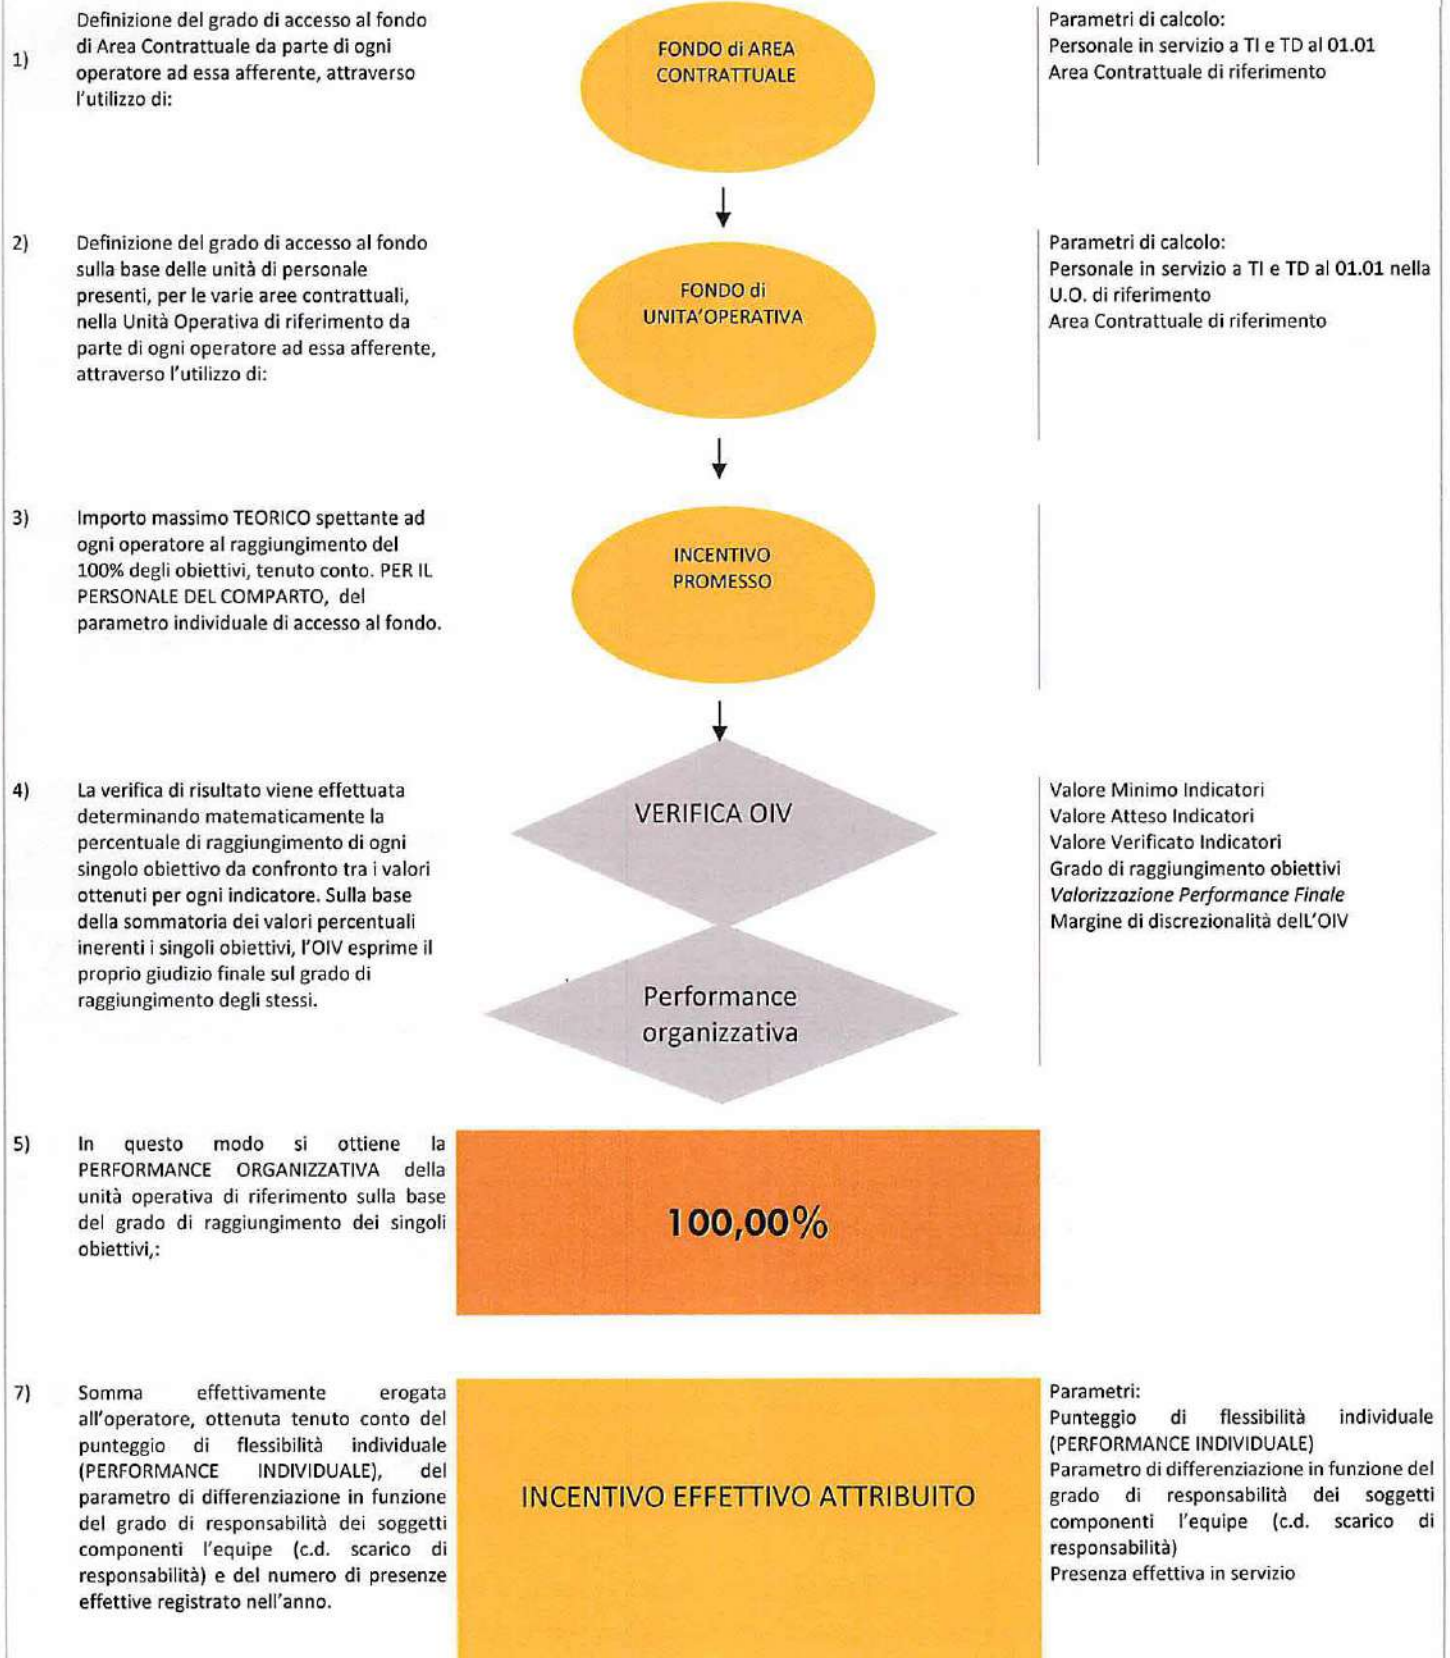 1)
Definizione del grado di accesso al fondo
di Area Contrattuale da parte di ogni
operatore ad essa afferente, attraverso
l'utilizzo di:
FONDO di AREA
CONTRATTUALE
Parametri di calcolo:
Personale in servizio a TI e TD al 01.01
Area Contrattuale di riferimento
2)
Definizione del grado di accesso al fondo
sulla base delle unità di personale
presenti, per le varie aree contrattuali,
nella Unità Operativa di riferimento da
parte di ogni operatore ad essa afferente,
attraverso l'utilizzo di:
FONDO di
UNITA'OPERATIVA
Parametri di calcolo:
Personale in servizio a TI e TD al 01.01 nella
U.O. di riferimento
Area Contrattuale di riferimento
3)
Importo massimo TEORICO spettante ad
ogni operatore al raggiungimento del
100% degli obiettivi, tenuto conto. PER IL
PERSONALE DEL COMPARTO, del
parametro individuale di accesso al fondo.
INCENTIVO
PROMESSO
4)
La verifica di risultato viene effettuata
determinando matematicamente la
percentuale di raggiungimento di ogni
singolo obiettivo da confronto tra i valori
ottenuti per ogni indicatore. Sulla base
della sommatoria dei valori percentuali
inerenti i singoli obiettivi, l'OIV esprime il
proprio giudizio finale sul grado di
raggiungimento degli stessi.
VERIFICA OIV
Performance
organizzativa
Valore Minimo Indicatori
Valore Atteso Indicatori
Valore Verificato Indicatori
Grado di raggiungimento obiettivi
Valorizzazione Performance Finale
Margine di discrezionalità delL'OIV
5)
In questo modo si ottiene la
PERFORMANCE ORGANIZZATIVA della
unità operativa di riferimento sulla base
del grado di raggiungimento dei singoli
obiettivi,:
100,00%
7)
Somma effettivamente erogata
all'operatore, ottenuta tenuto conto del
punteggio di flessibilità individuale
(PERFORMANCE INDIVIDUALE), del
parametro di differenziazione in funzione
del grado di responsabilità dei soggetti
componenti l'equipe (c.d. scarico di
responsabilità) e del numero di presenze
effettive registrato nell'anno.
INCENTIVO EFFETTIVO ATTRIBUITO
Parametri:
Punteggio di flessibilità individuale
(PERFORMANCE INDIVIDUALE)
Parametro di differenziazione in funzione del
grado di responsabilità dei soggetti
componenti l'equipe (c.d. scarico di
responsabilità)
Presenza effettiva in servizio